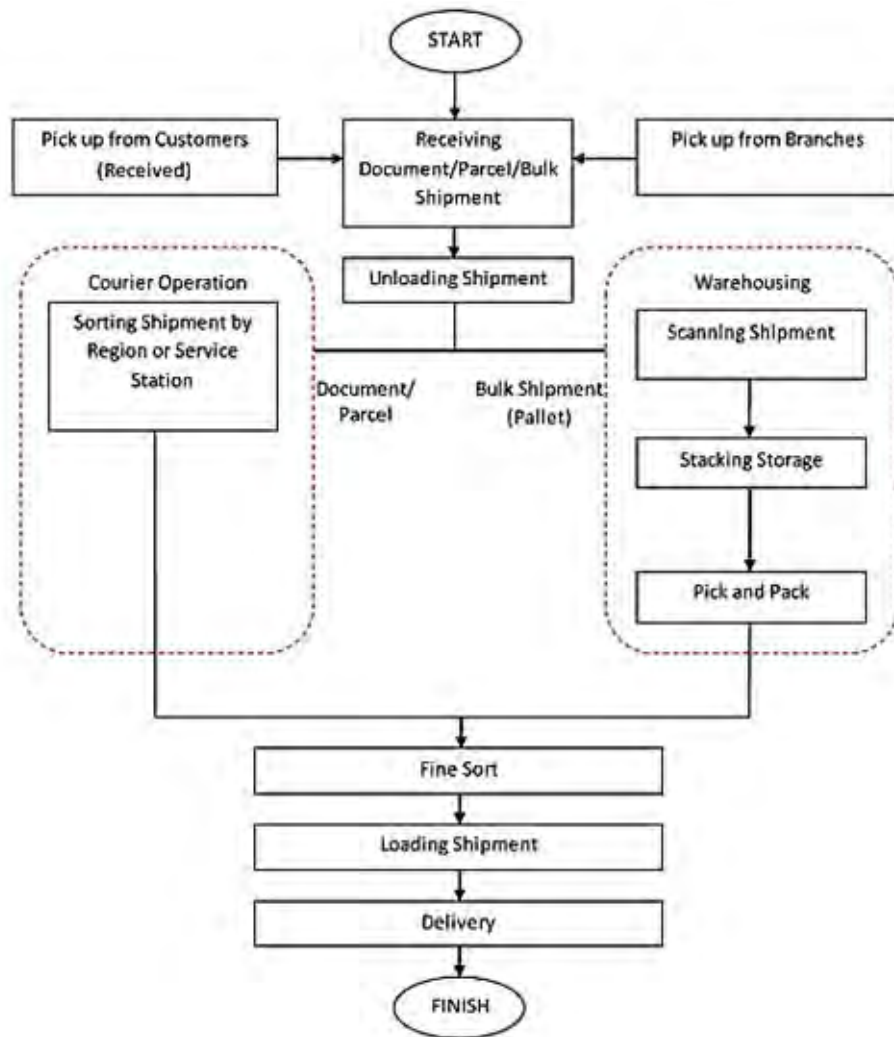 START
Pick up from Customers
(Received)
Receiving
Document/Parcel/Bulk
Shipment
Pick up from Branches
Unloading Shipment
Courier Operation
Sorting Shipment by
Region or Service
Station
Document/
Parcel
Bulk Shipment
(Pallet)
Warehousing
Scanning Shipment
Stacking Storage
Pick and Pack
Fine Sort
Loading Shipment
Delivery
FINISH